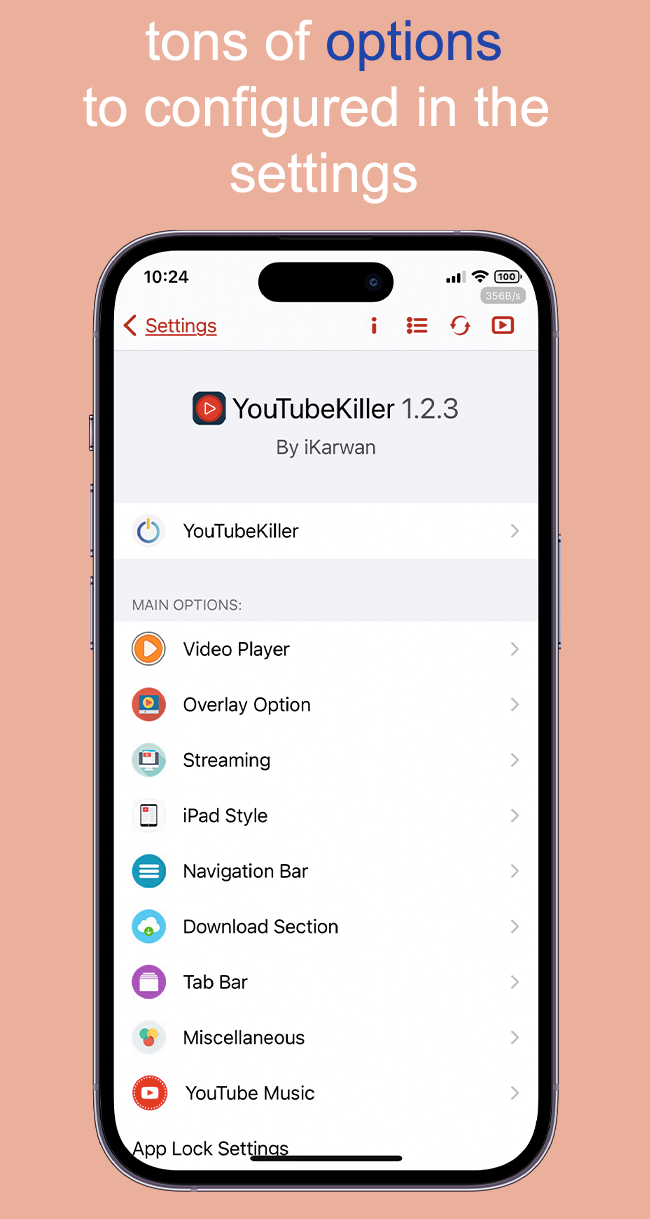 tons of options
to configured in the
settings
10:24
100
356B/s
Settings
YouTubeKiller 1.2.3
By iKarwan
YouTubeKiller
MAIN OPTIONS:
Video Player
Overlay Option
Streaming
iPad Style
Navigation Bar
Download Section
Tab Bar
Miscellaneous
YouTube Music
App Lock Settings